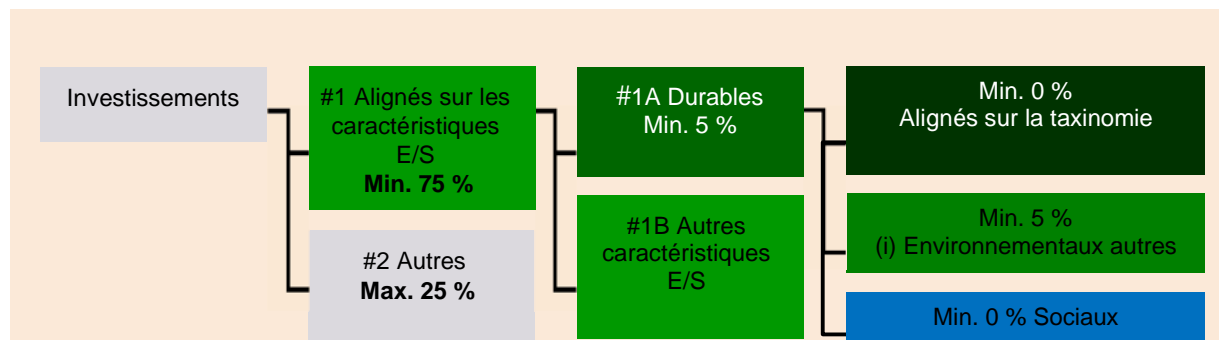 Investissements
#1 Alignés sur les
caractéristiques
E/S
Min. 75 %
#2 Autres
Max. 25 %
#1A Durables
Min. 5 %
#1B Autres
caractéristiques
E/S
Min. 0 %
Alignés sur la taxinomie
Min. 5 %
(i) Environnementaux autres
Min. 0 % Sociaux